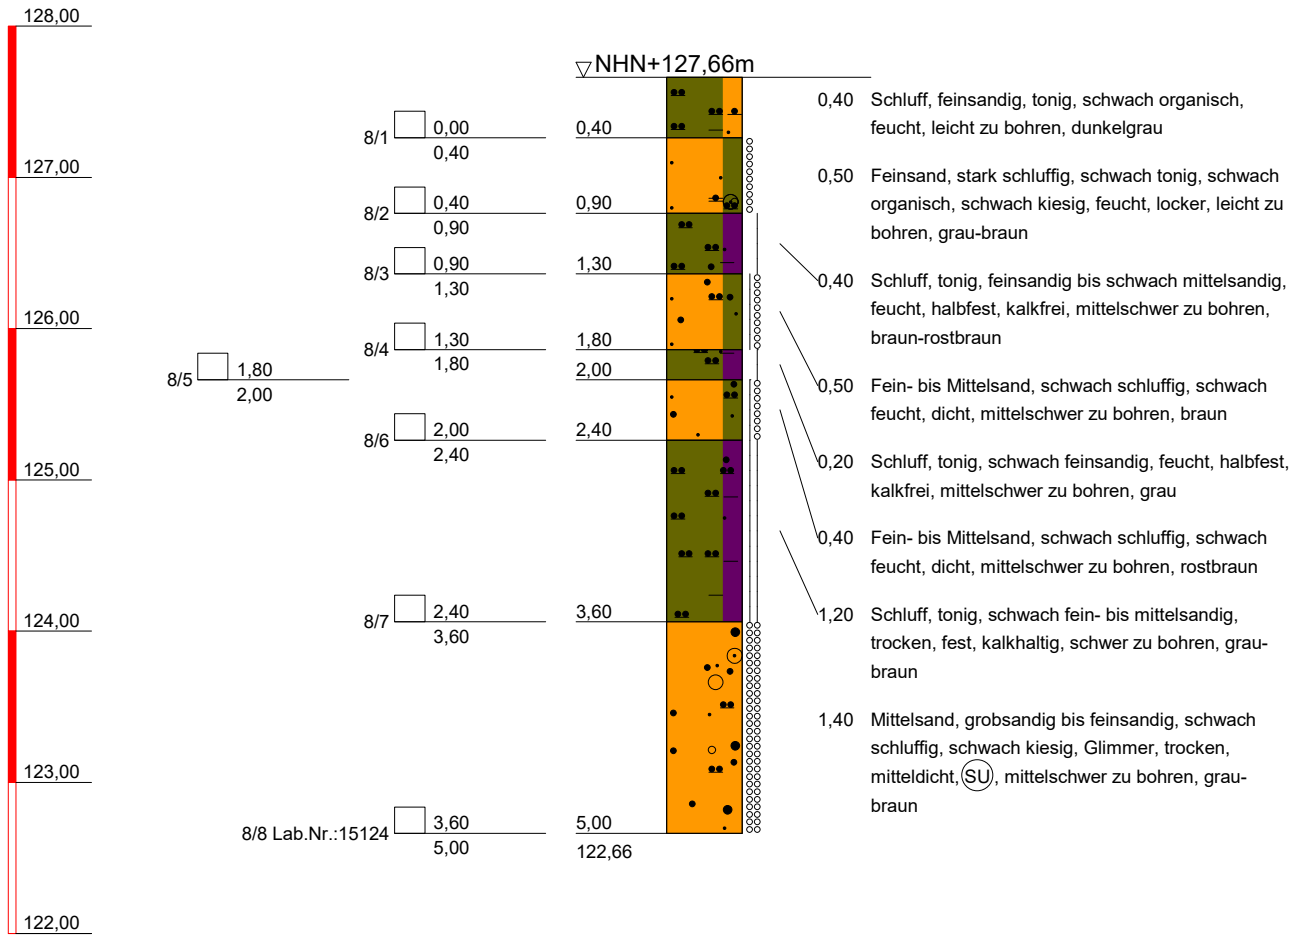 128,00
127,00
126,00
125,00
124,00
123,00
122,00
NHN+127,66m
8/1
0,00
0,40
0,40
8/2
0,40
0,90
0,90
8/3
0,90
1,30
1,30
8/4
1,30
1,80
1,80
8/5
1,80
2,00
2,00
8/6
2,00
2,40
2,40
8/7
2,40
3,60
3,60
8/8 Lab.Nr.:15124
3,60
5,00
5,00
122,66
0,40 Schluff, feinsandig, tonig, schwach organisch,
feucht, leicht zu bohren, dunkelgrau
0,50 Feinsand, stark schluffig, schwach tonig, schwach
organisch, schwach kiesig, feucht, locker, leicht zu
bohren, grau-braun
0,40 Schluff, tonig, feinsandig bis schwach mittelsandig,
feucht, halbfest, kalkfrei, mittelschwer zu bohren,
braun-rostbraun
0,50 Fein- bis Mittelsand, schwach schluffig, schwach
feucht, dicht, mittelschwer zu bohren, braun
0,20 Schluff, tonig, schwach feinsandig, feucht, halbfest,
kalkfrei, mittelschwer zu bohren, grau
0,40 Fein- bis Mittelsand, schwach schluffig, schwach
feucht, dicht, mittelschwer zu bohren, rostbraun
1,20 Schluff, tonig, schwach fein- bis mittelsandig,
trocken, fest, kalkhaltig, schwer zu bohren, grau-
braun
1,40 Mittelsand, grobsandig bis feinsandig, schwach
schluffig, schwach kiesig, Glimmer, trocken,
mitteldicht, SU, mittelschwer zu bohren, grau-
braun